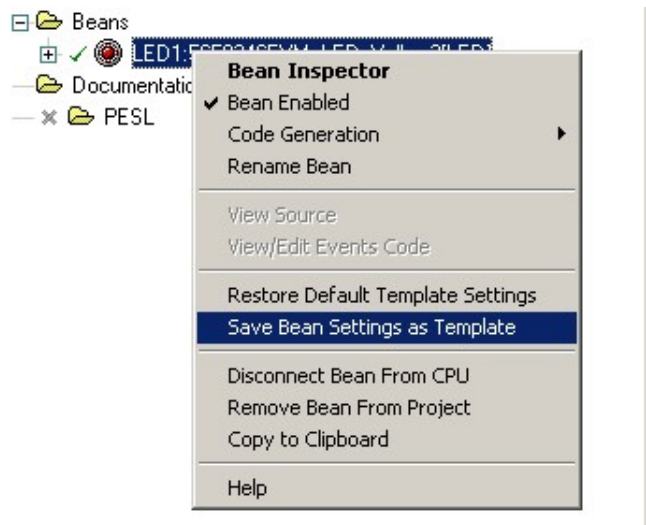 Beans
LED1:
Bean Inspector
Documentatio
Bean Enabled
PESL
Code Generation
Rename Bean
View Source
View/Edit Events Code
Restore Default Template Settings
Save Bean Settings as Template
Disconnect Bean From CPU
Remove Bean From Project
Copy to Clipboard
Help